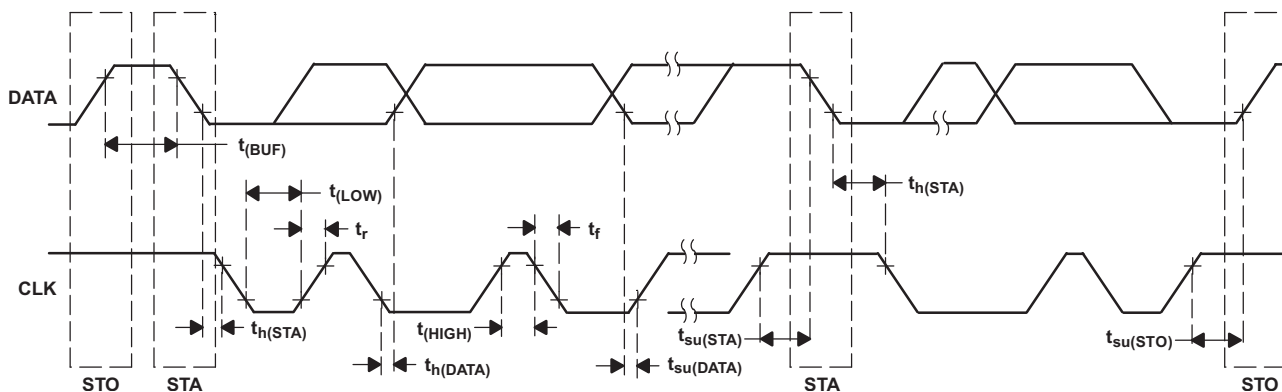 DATA
t(BUF)
t(LOW)
th(STA)
tr
tf
CLK
th(STA)
t(HIGH)
tsu(STA)
tsu(STO)
th(DATA)
tsu(DATA)
STO
STA
STA
STO